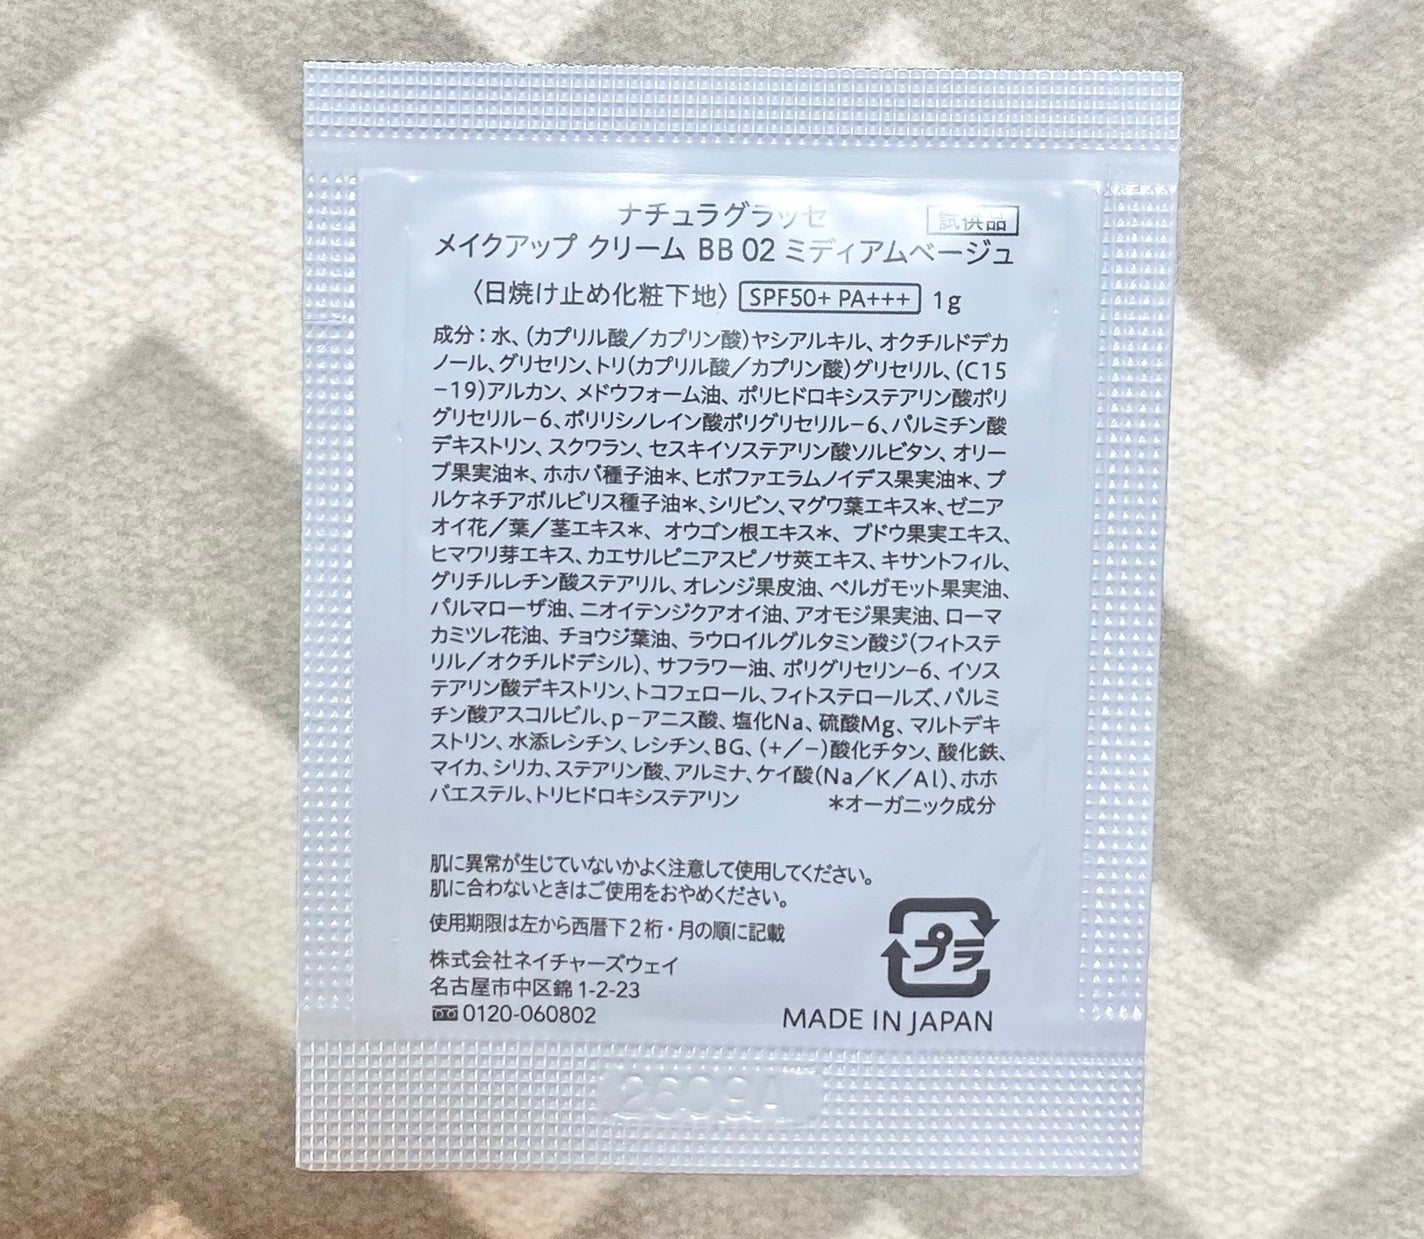 ナチュラグラッセ
試供品
メイクアップ クリーム BB 02 ミディアムベージュ
〈日焼け止め化粧下地〉 SPF50+ PA+++ 1g
成分：水、(カプリル酸／カプリン酸)ヤシアルキル、オクチルドデカ
ノール、グリセリン、トリ(カプリル酸／カプリン酸)グリセリル、(C15
－19)アルカン、メドウフォーム油、ポリヒドロキシステアリン酸ポリ
グリセリル－6、ポリリシノレイン酸ポリグリセリル－6、パルミチン酸
デキストリン、スクワラン、セスキイソステアリン酸ソルビタン、オリー
ブ果実油＊、ホホバ種子油＊、ヒポファエラムノイデス果実油＊、プ
ルケネチアボルビリス種子油＊、シリビン、マグワ葉エキス＊、ゼニア
オイ花／葉／茎エキス＊、オウゴン根エキス＊、ブドウ果実エキス、
ヒマワリ芽エキス、カエサルピニアスピノサ莢エキス、キサントフィル、
グリチルレチン酸ステアリル、オレンジ果皮油、ベルガモット果実油、
パルマローザ油、ニオイテンジクアオイ油、アオモジ果実油、ローマ
カミツレ花油、チョウジ葉油、ラウロイルグルタミン酸ジ(フィトステ
リル／オクチルドデシル)、サフラワー油、ポリグリセリン－6、イソス
テアリン酸デキストリン、トコフェロール、フィトステロールズ、パルミ
チン酸アスコルビル、p－アニス酸、塩化Na、硫酸Mg、マルトデキ
ストリン、水添レシチン、レシチン、BG、(+／－)酸化チタン、酸化鉄、
マイカ、シリカ、ステアリン酸、アルミナ、ケイ酸(Na／K／Al)、ホホ
バエステル、トリヒドロキシステアリン ＊オーガニック成分
肌に異常が生じていないかよく注意して使用してください。
肌に合わないときはご使用をおやめください。
使用期限は左から西暦下2桁・月の順に記載
株式会社ネイチャーズウェイ
名古屋市中区錦 1-2-23
0120-060802
プラ
MADE IN JAPAN
2609A